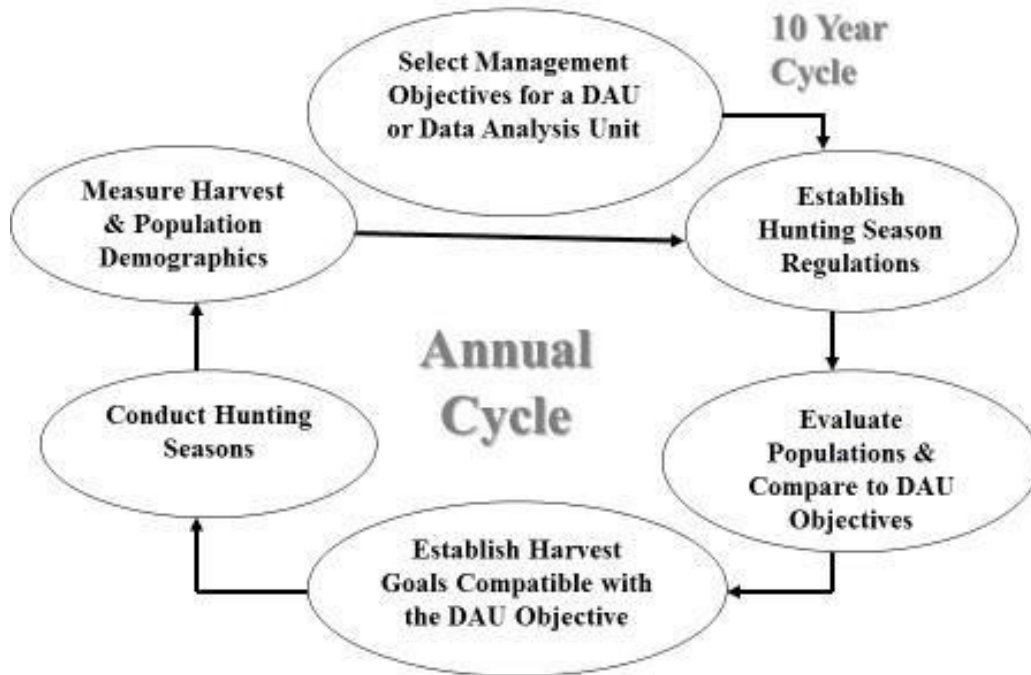 10 Year
Cycle
Select Management
Objectives for a DAU
or Data Analysis Unit
Establish
Hunting Season
Regulations
Evaluate
Populations &
Compare to DAU
Objectives
Establish Harvest
Goals Compatible with
the DAU Objective
Conduct Hunting
Seasons
Measure Harvest
& Population
Demographics
Annual
Cycle